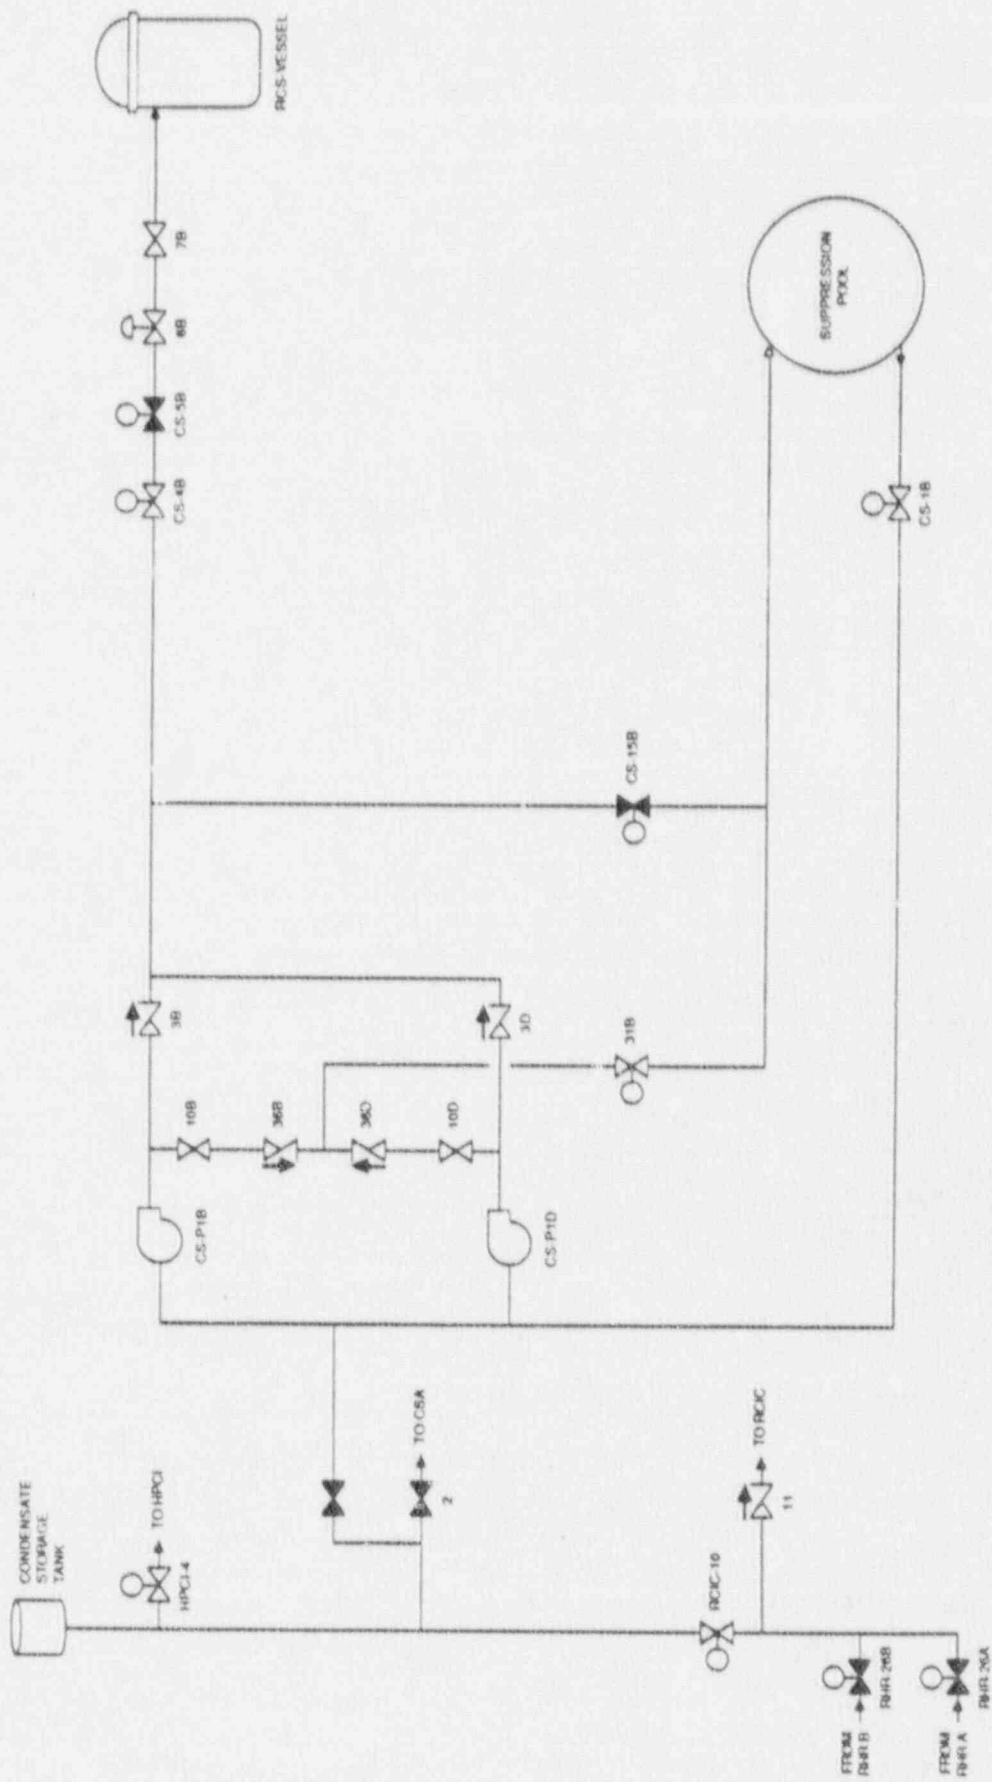 RCS-VESSEL
7B
6B
CS-5B
CS-4B
SUPPRESSION
POOL
CS-1B
CS-15B
3B
3D
31B
10B
36B
36D
10D
CS-P1B
CS-P1D
CONDENSATE
STORAGE
TANK
TO HPCI
HPCI-4
TO CSA
2
TO RCIC
11
RCIC-10
FROM
RHR B
RHR-26B
FROM
RHR A
RHR-26A